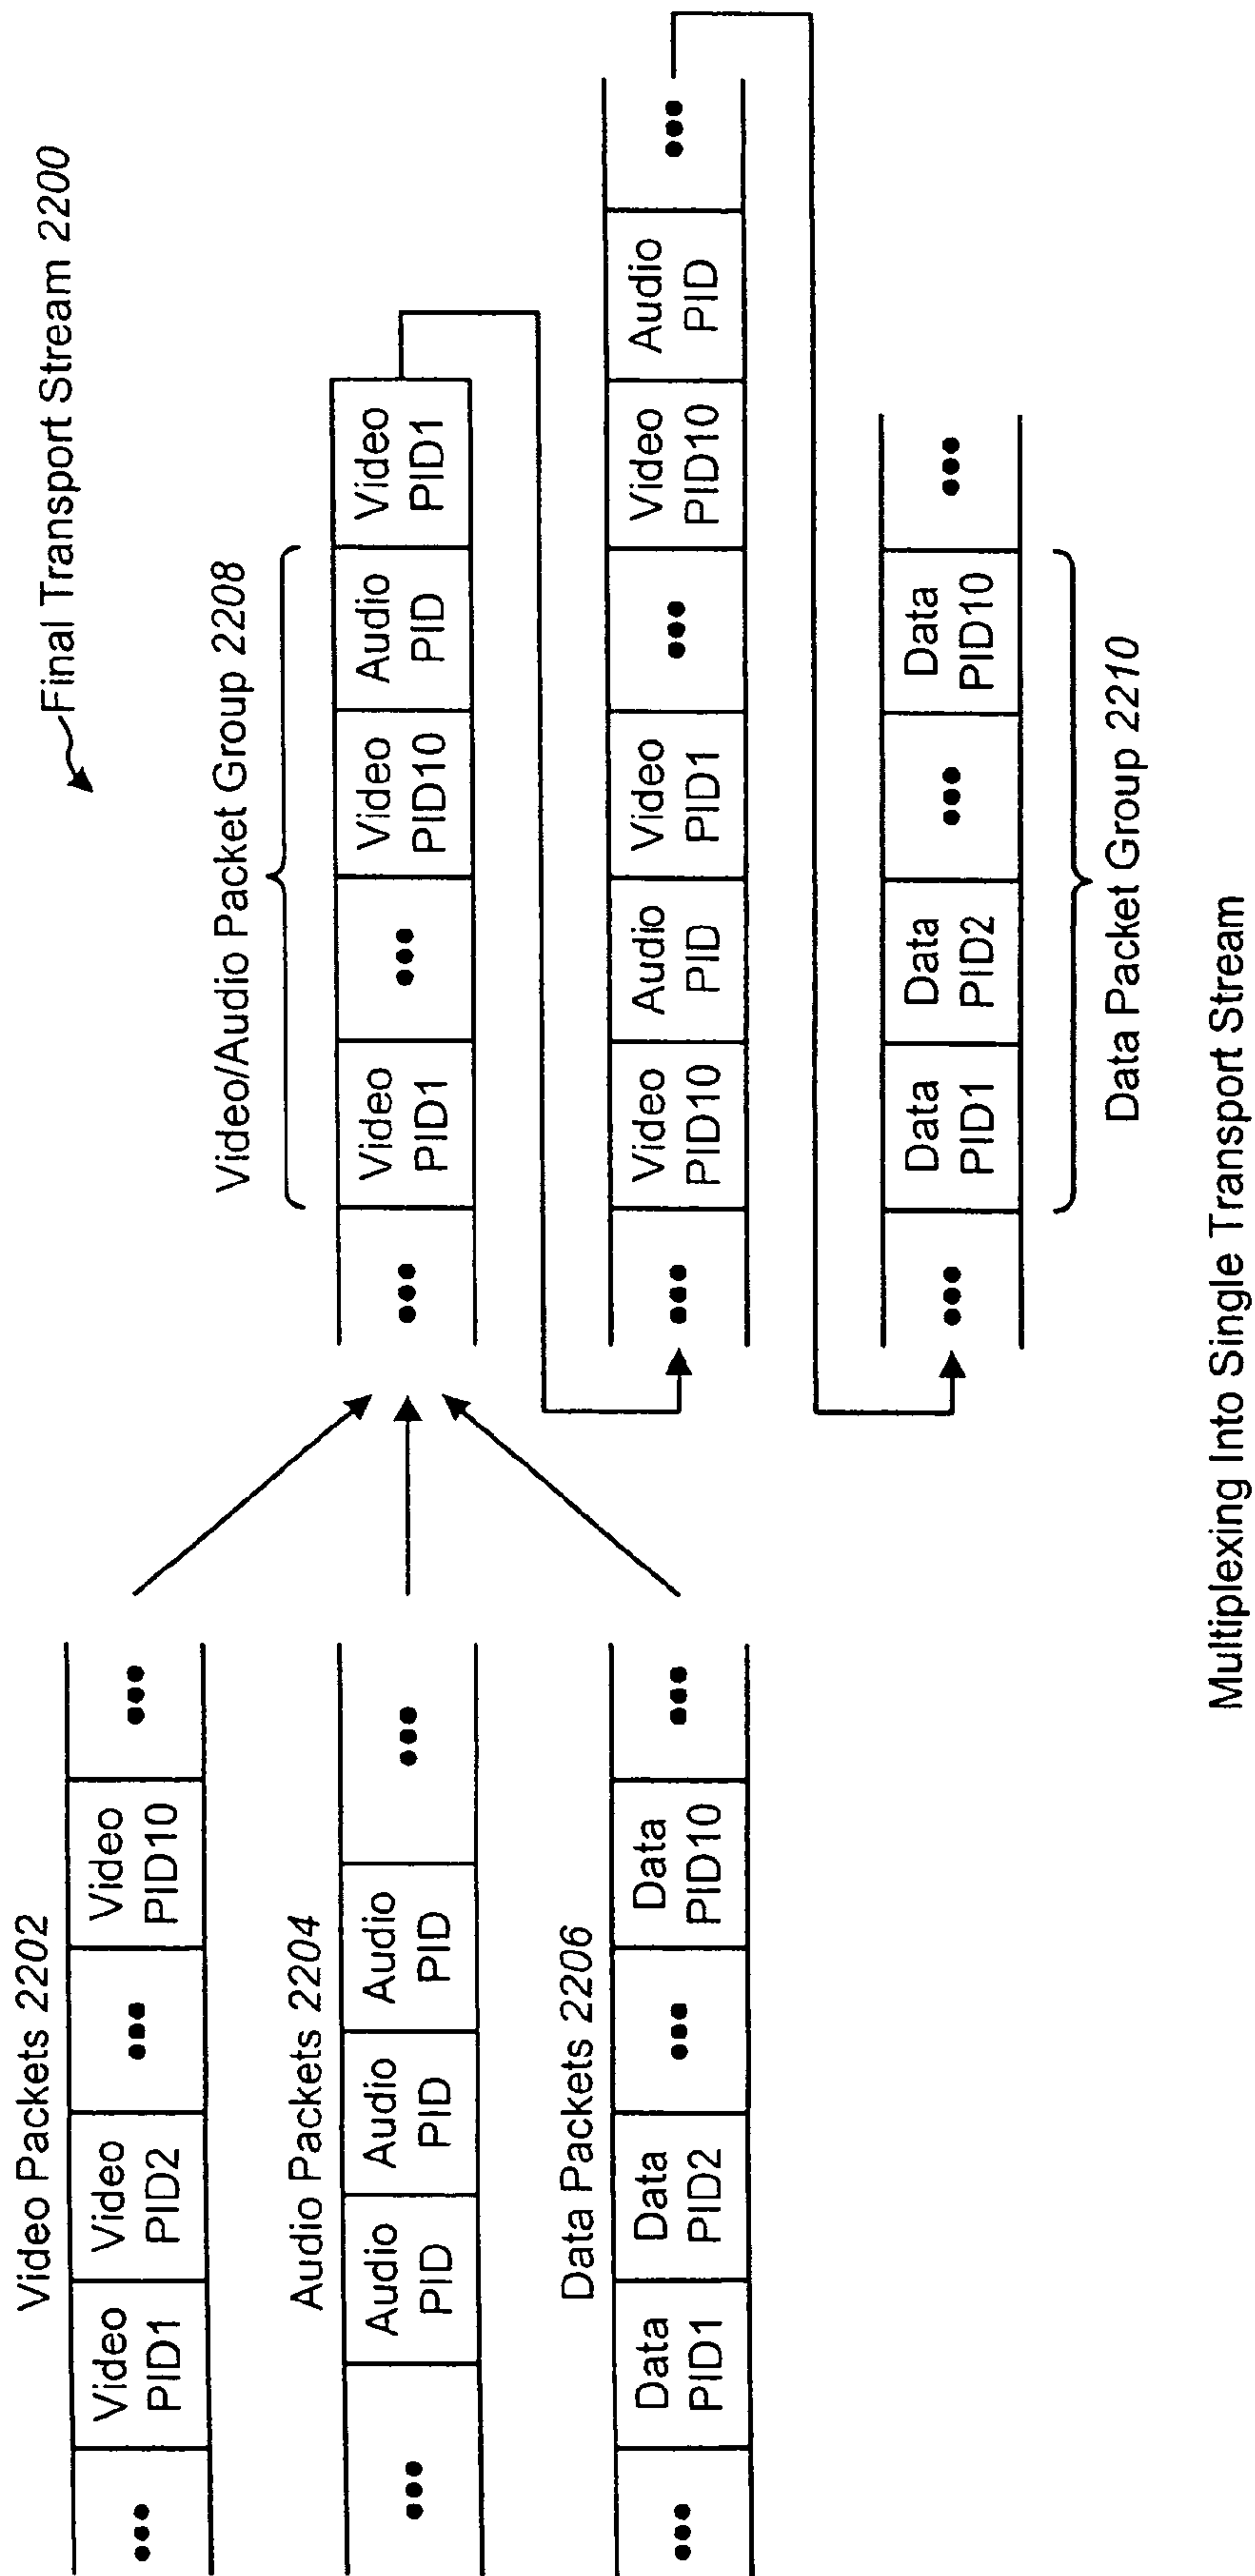 Final Transport Stream 2200
Video Packets 2202
••• Video PID1 Video PID2 ••• Video PID10 •••
Audio Packets 2204
••• Audio PID Audio PID Audio PID •••
Data Packets 2206
••• Data PID1 Data PID2 ••• Data PID10 •••
Video/Audio Packet Group 2208
••• Video PID1 ••• Video PID10 Audio PID Video PID1
••• Video PID10 Audio PID Video PID1 ••• Video PID10 Audio PID •••
••• Data PID1 Data PID2 ••• Data PID10 •••
Data Packet Group 2210
Multiplexing Into Single Transport Stream